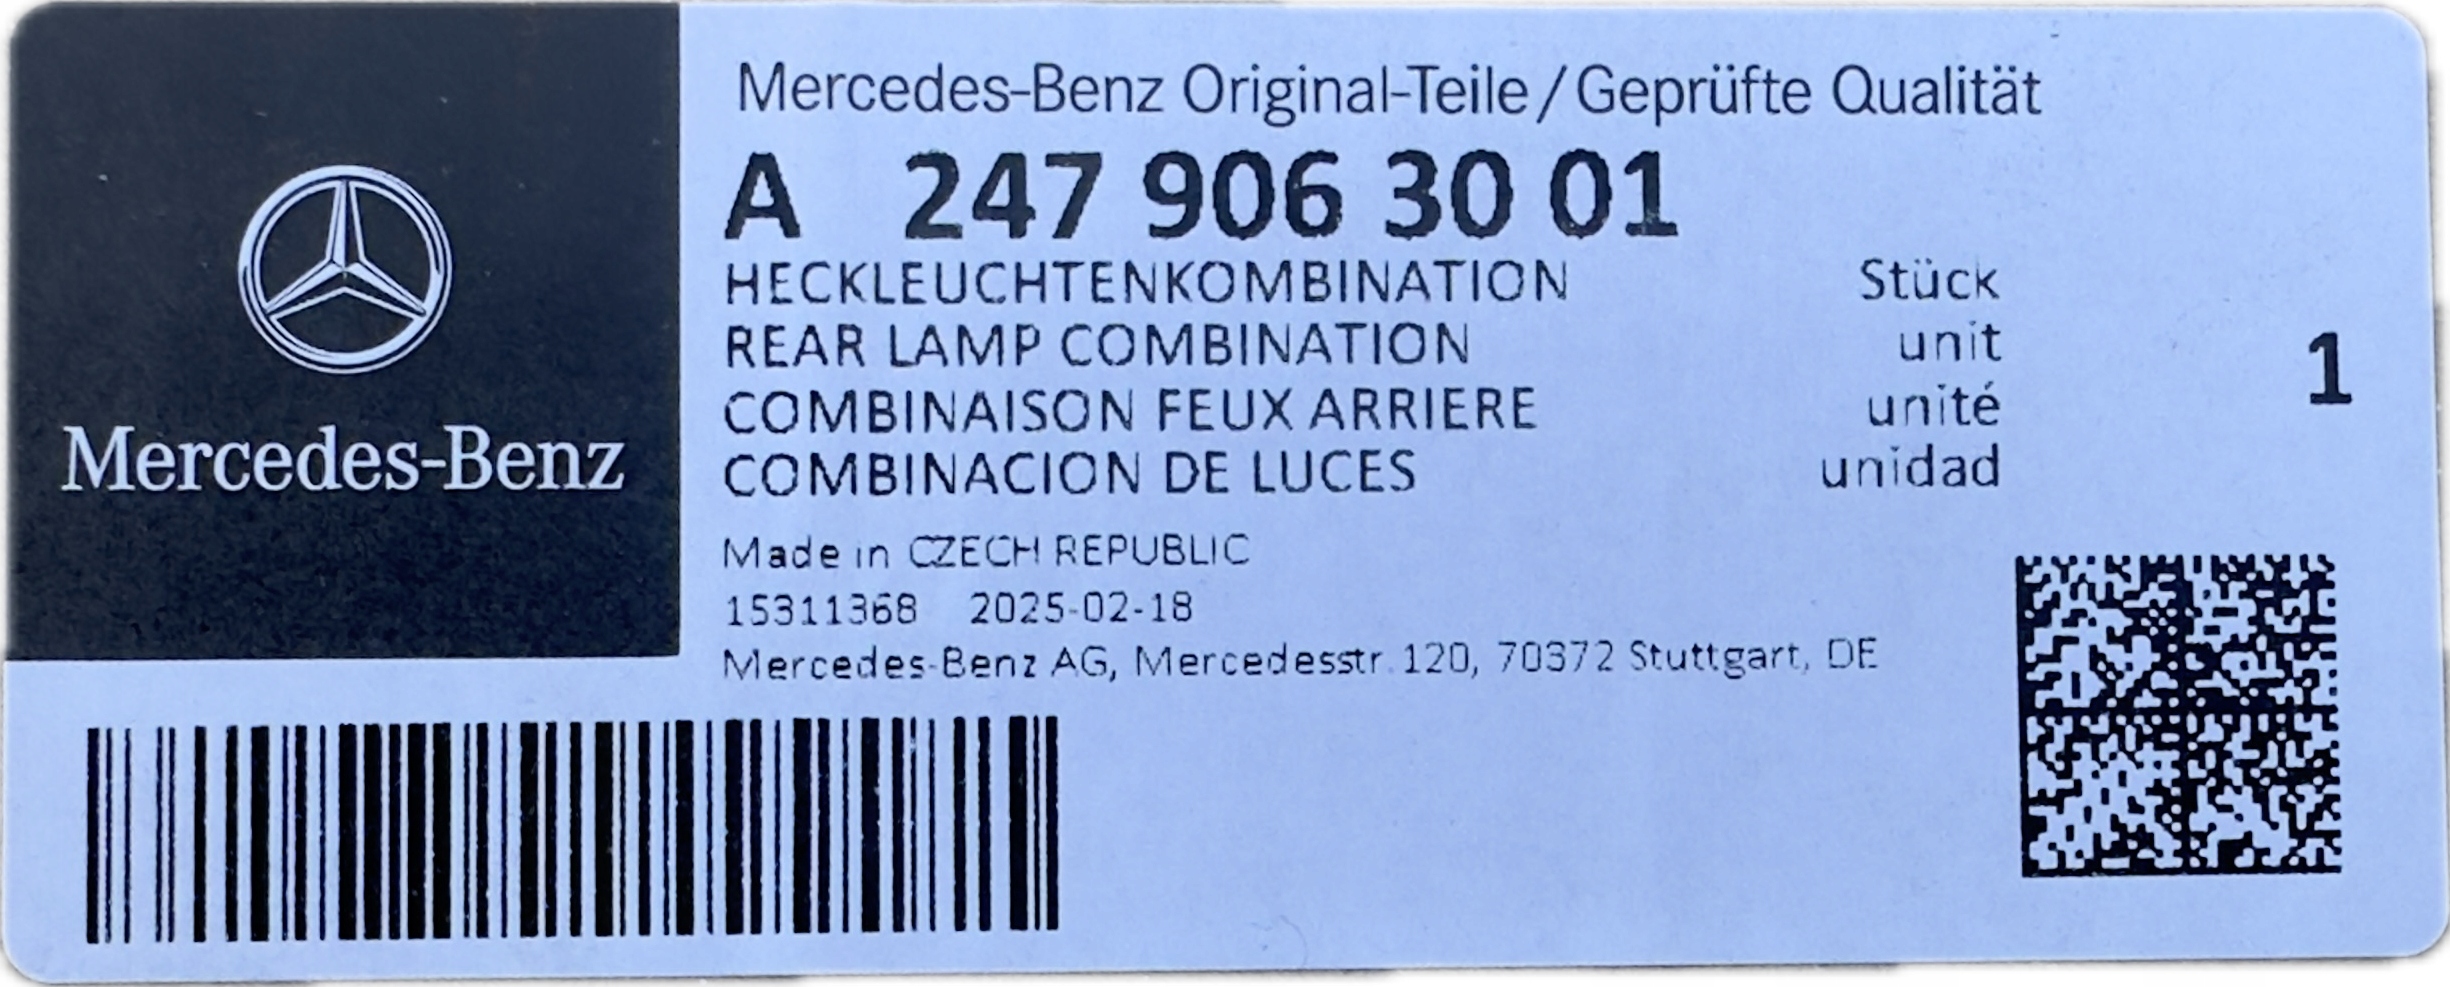 Mercedes-Benz
Mercedes-Benz Original-Teile/Geprüfte Qualität
A 247 906 30 01
HECKLEUCHTENKOMBINATION Stück
REAR LAMP COMBINATION unit 1
COMBINAISON FEUX ARRIERE unité
COMBINACION DE LUCES unidad
Made in CZECH REPUBLIC
15311368 2025-02-18
Mercedes-Benz AG, Mercedesstr. 120, 70372 Stuttgart, DE